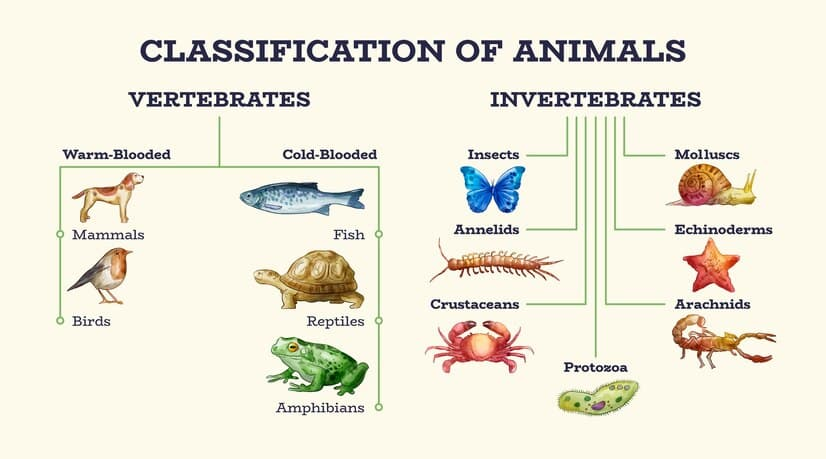 CLASSIFICATION OF ANIMALS
VERTEBRATES
Warm-Blooded
Mammals
Birds
Cold-Blooded
Fish
Reptiles
Amphibians
INVERTEBRATES
Insects
Annelids
Crustaceans
Protozoa
Molluscs
Echinoderms
Arachnids